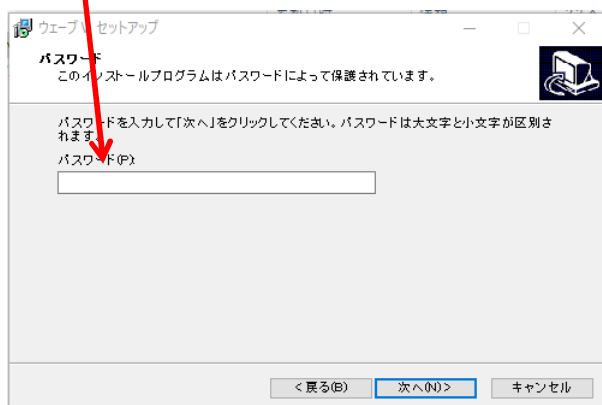 ウェーブV セットアップ
パスワード
このインストールプログラムはパスワードによって保護されています。
パスワードを入力して「次へ」をクリックしてください。パスワードは大文字と小文字が区別さ
れます。
パスワード(P):
< 戻る(B)
次へ(N) >
キャンセル